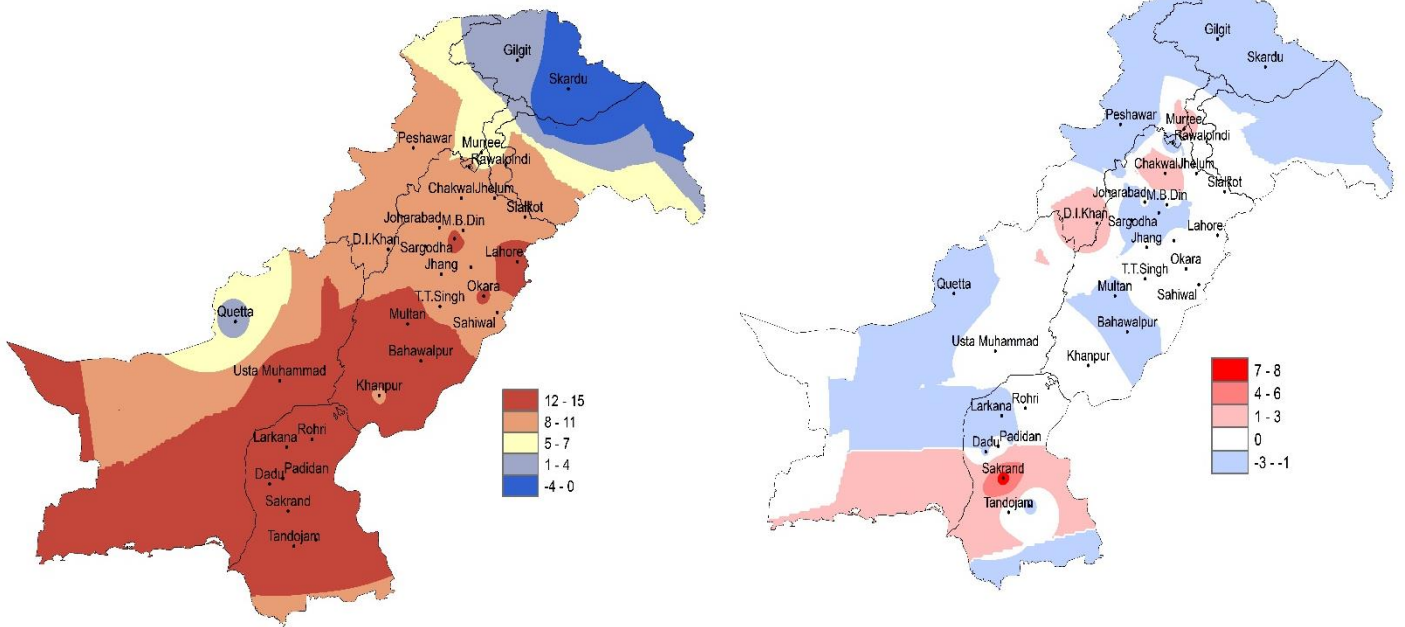 Gilgit
Skardu
Peshawar
Murree
Rawalpindi
Chakwal
Jhelum
Sialkot
Joharabad
M.B.Din
D.I.Khan
Sargodha
Lahore
Jhang
Okara
T.T.Singh
Quetta
Multan
Sahiwal
Bahawalpur
Usta Muhammad
Khanpur
Larkana
Rohri
Dadu
Padidan
Sakrand
Tandojam
12 - 15
8 - 11
5 - 7
1 - 4
-4 - 0
Gilgit
Skardu
Peshawar
Murree
Rawalpindi
Chakwal
Jhelum
Sialkot
Joharabad
M.B.Din
D.I.Khan
Sargodha
Lahore
Jhang
Okara
T.T.Singh
Quetta
Multan
Sahiwal
Bahawalpur
Usta Muhammad
Khanpur
Larkana
Rohri
Dadu
Padidan
Sakrand
Tandojam
7 - 8
4 - 6
1 - 3
0
-3 - -1